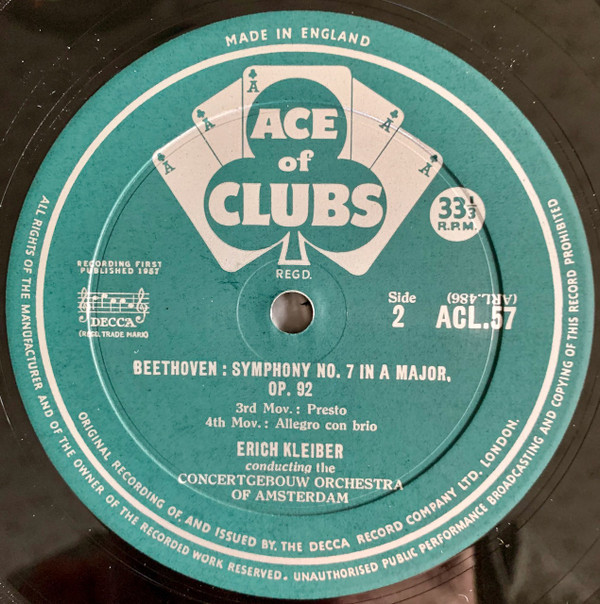 MADE IN ENGLAND
A
A
A
A
A
ACE
of
CLUBS
REGD.
33⅓
R.P.M.
RECORDING FIRST
PUBLISHED 1957
DECCA
(REGD. TRADE MARK)
Side
2
(ARL.486)
ACL.57
BEETHOVEN : SYMPHONY NO. 7 IN A MAJOR,
OP. 92
3rd Mov. : Presto
4th Mov. : Allegro con brio
ERICH KLEIBER
conducting the
CONCERTGEBOUW ORCHESTRA
OF AMSTERDAM
ORIGINAL RECORDING OF, AND ISSUED BY, THE DECCA RECORD COMPANY LTD. LONDON.
ALL RIGHTS OF THE MANUFACTURER AND OF THE OWNER OF THE RECORDED WORK RESERVED. UNAUTHORISED PUBLIC PERFORMANCE BROADCASTING AND COPYING OF THIS RECORD PROHIBITED